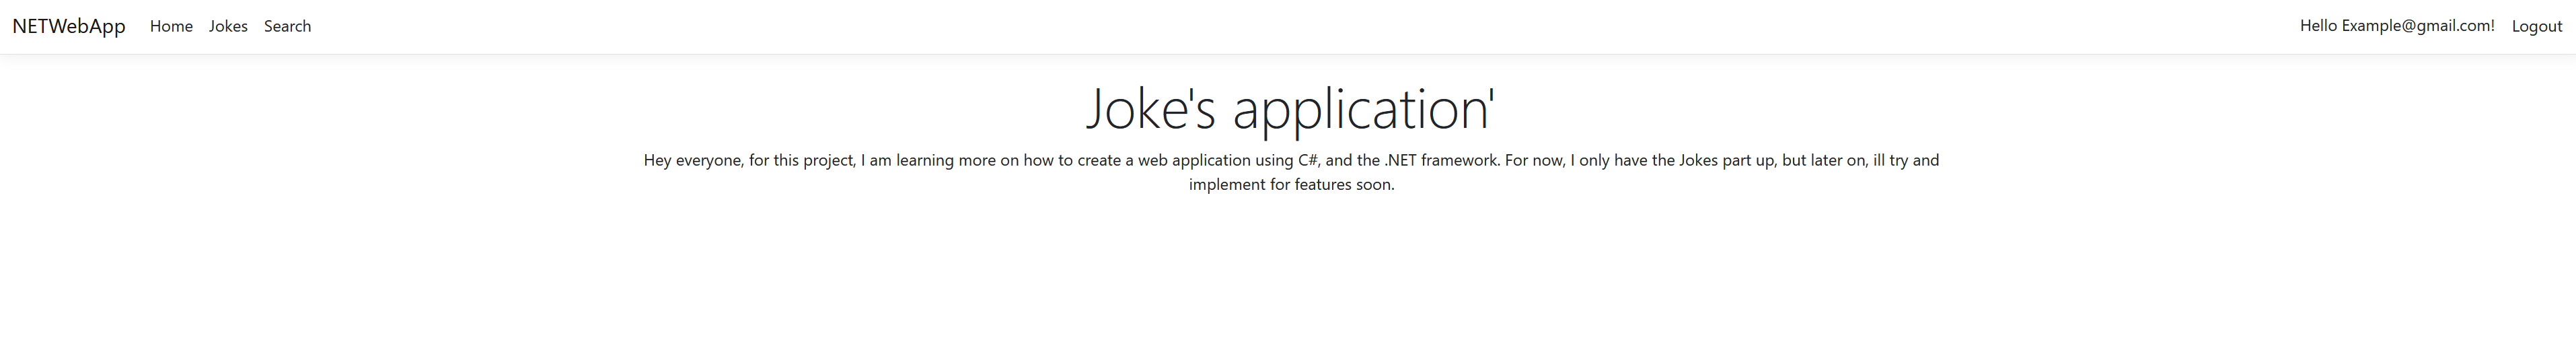 NETWebApp Home Jokes Search Hello Example@gmail.com! Logout
Joke's application'
Hey everyone, for this project, I am learning more on how to create a web application using C#, and the .NET framework. For now, I only have the Jokes part up, but later on, ill try and
implement for features soon.